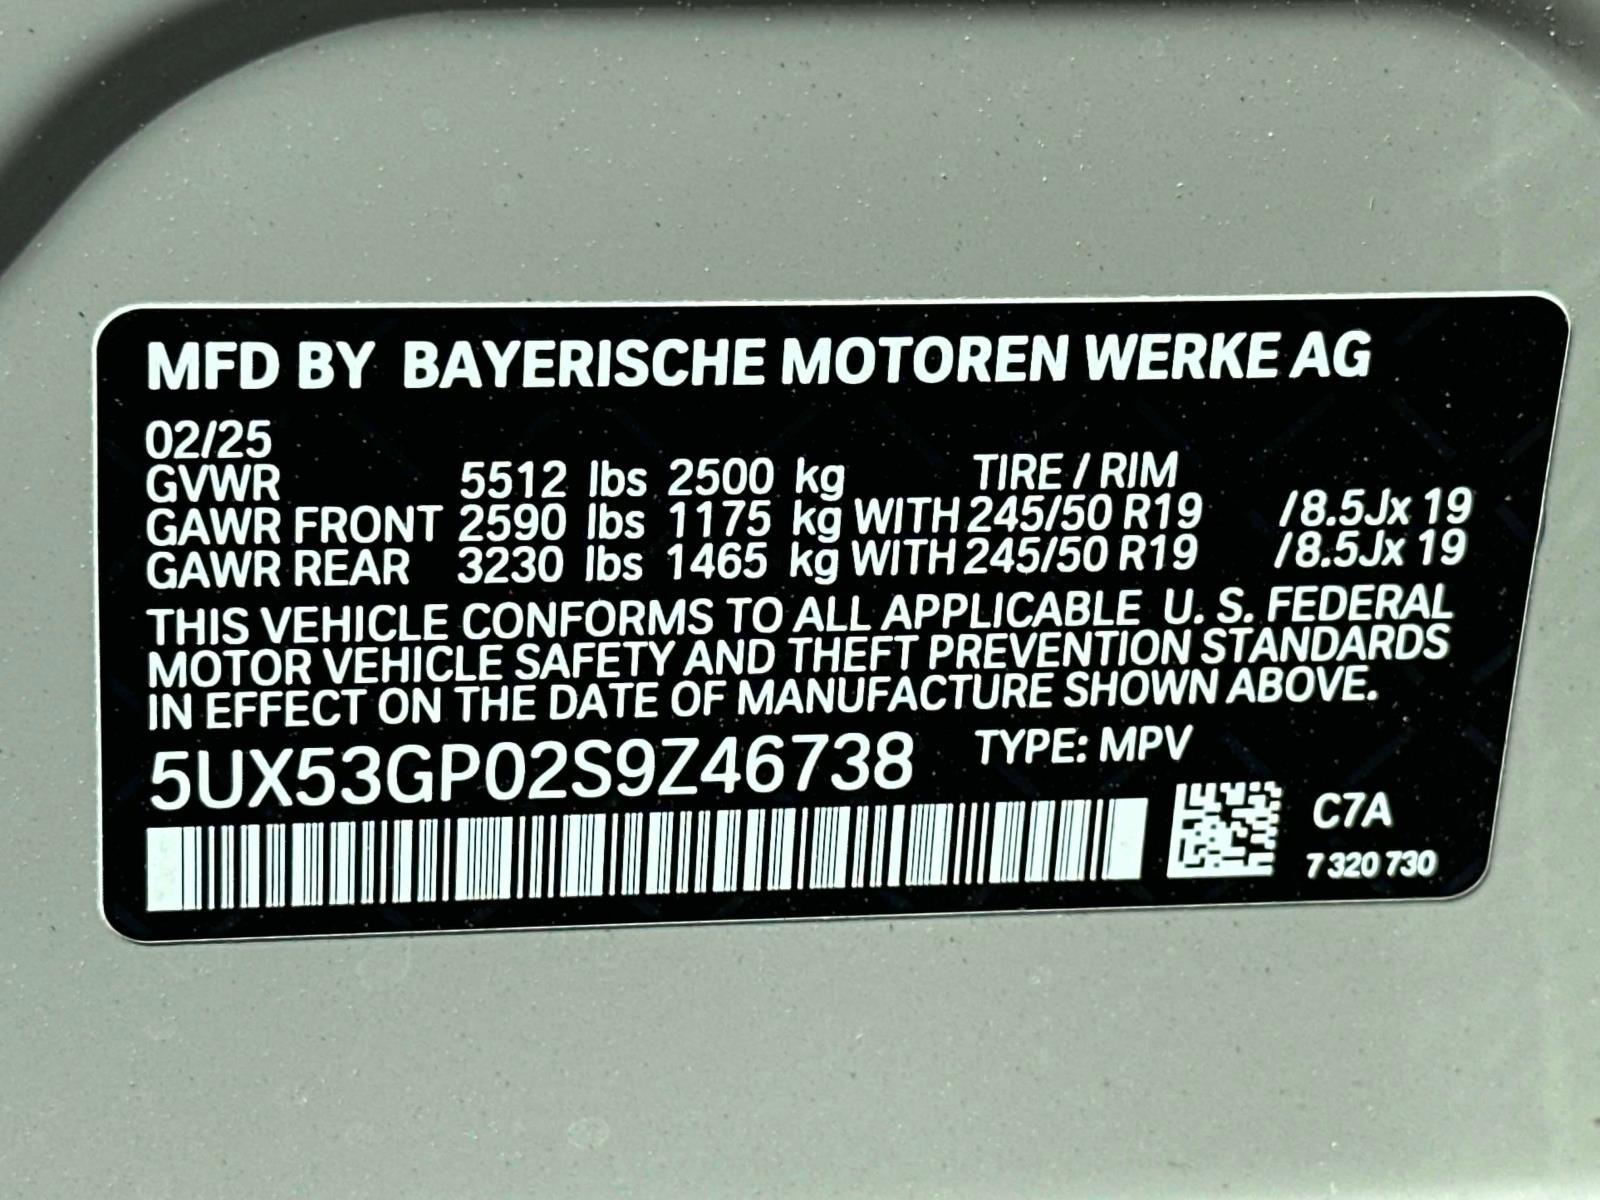 MFD BY BAYERISCHE MOTOREN WERKE AG
02/25
GVWR 5512 lbs 2500 kg TIRE / RIM
GAWR FRONT 2590 lbs 1175 kg WITH 245/50 R19 /8.5Jx 19
GAWR REAR 3230 lbs 1465 kg WITH 245/50 R19 /8.5Jx 19
THIS VEHICLE CONFORMS TO ALL APPLICABLE U. S. FEDERAL
MOTOR VEHICLE SAFETY AND THEFT PREVENTION STANDARDS
IN EFFECT ON THE DATE OF MANUFACTURE SHOWN ABOVE.
5UX53GP02S9Z46738 TYPE: MPV
C7A
7 320 730